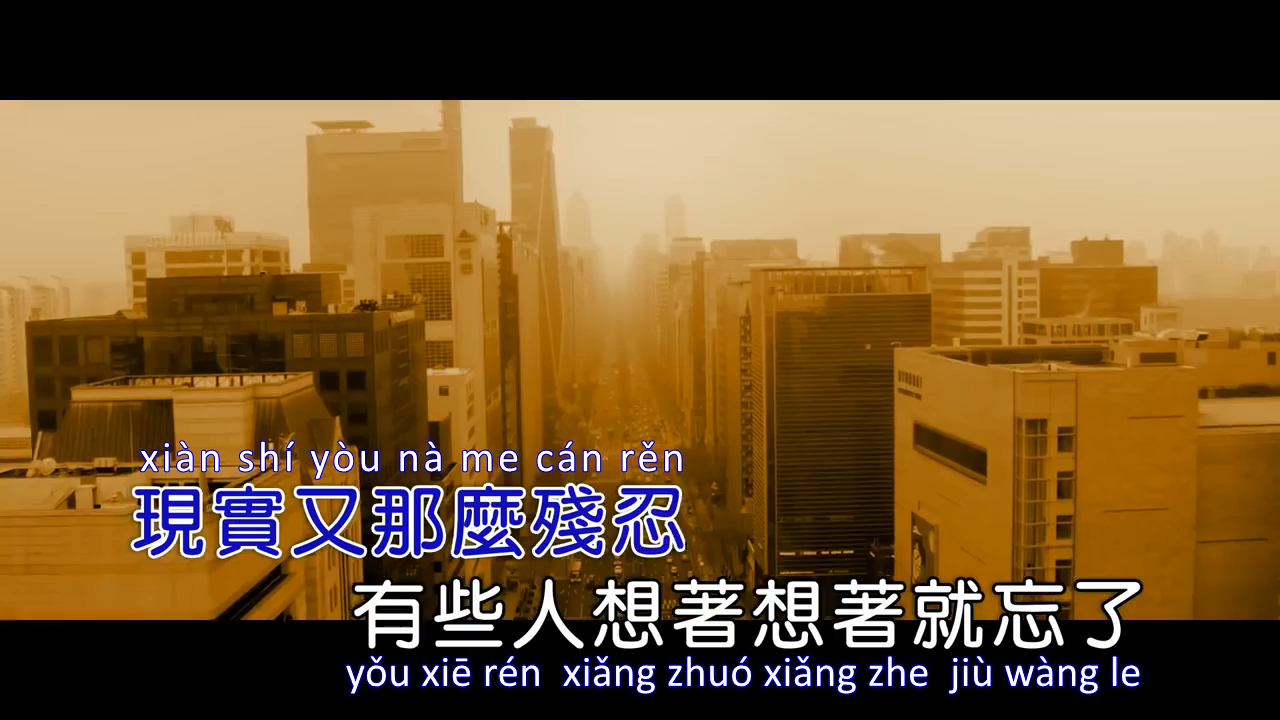 xiàn shí yòu nà me cán rěn
現實又那麼殘忍
有些人想著想著就忘了
yǒu xiē rén xiǎng zhuó xiǎng zhe jiù wàng le